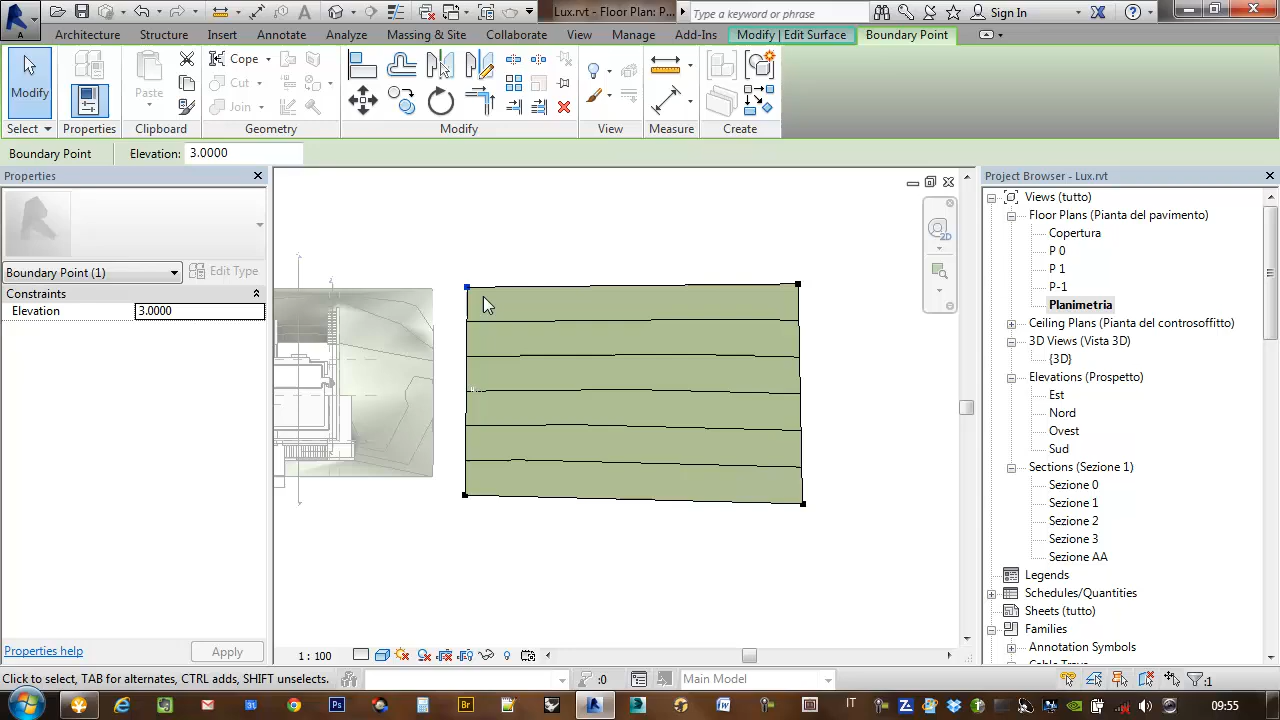 Lux.rvt - Floor Plan: P...
Type a keyword or phrase
Sign In
Architecture
Structure
Insert
Annotate
Analyze
Massing & Site
Collaborate
View
Manage
Add-Ins
Modify | Edit Surface
Boundary Point
Modify
Paste
Cope
Cut
Join
Select
Properties
Clipboard
Geometry
Modify
View
Measure
Create
Boundary Point
Elevation: 3.0000
Properties
Boundary Point (1)
Edit Type
Constraints
Elevation
3.0000
Properties help
Apply
2D
Project Browser - Lux.rvt
Views (tutto)
Floor Plans (Pianta del pavimento)
Copertura
P 0
P 1
P-1
Planimetria
Ceiling Plans (Pianta del controsoffitto)
3D Views (Vista 3D)
{3D}
Elevations (Prospetto)
Est
Nord
Ovest
Sud
Sections (Sezione 1)
Sezione 0
Sezione 1
Sezione 2
Sezione 3
Sezione AA
Legends
Schedules/Quantities
Sheets (tutto)
Families
Annotation Symbols
Cable Trays
1 : 100
Click to select, TAB for alternates, CTRL adds, SHIFT unselects.
:0
Main Model
:1
Ps
Br
IT
09:55